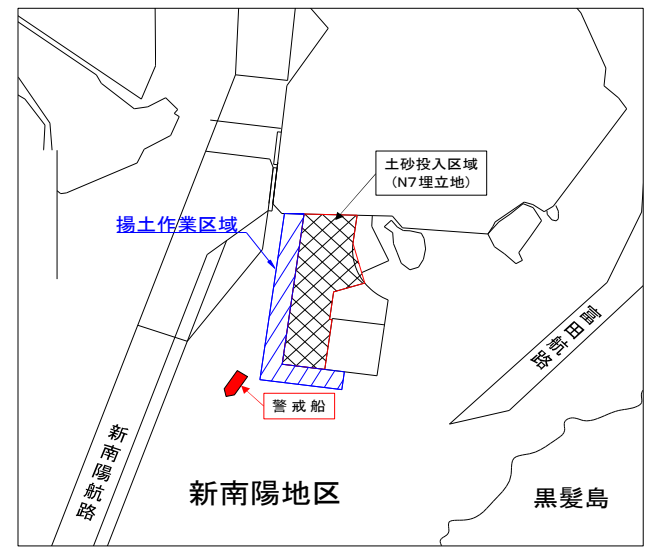 土砂投入区域
(N7埋立地)
揚土作業区域
富田航路
警戒船
新南陽航路
新南陽地区
黒髪島